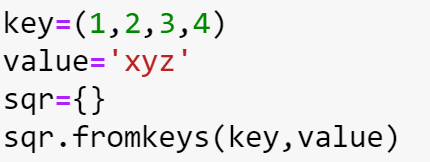 key=(1,2,3,4)
value='xyz'
sqr={}
sqr.fromkeys(key,value)